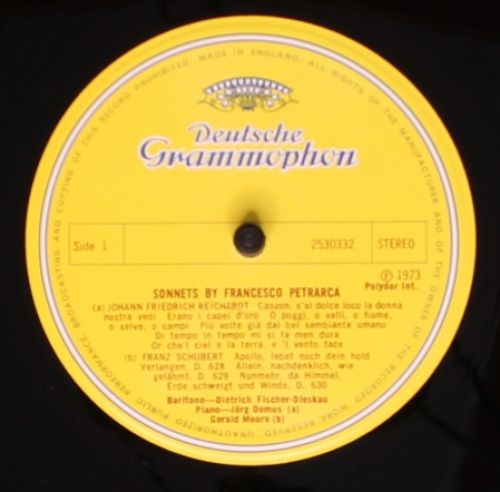 ALL RIGHTS OF THE MANUFACTURER AND OF THE OWNER OF THE RECORDED WORK RESERVED. UNAUTHORIZED PUBLIC PERFORMANCE, BROADCASTING AND COPYING OF THIS RECORD PROHIBITED. MADE IN ENGLAND.
Deutsche
Grammophon
Side 1 2530332 STEREO
℗ 1973
Polydor Int.
SONNETS BY FRANCESCO PETRARCA
(a) JOHANN FRIEDRICH REICHARDT Canzon, s'al dolce loco la donna
nostra vedi Erano i capei d'oro O poggi, o valli, o fiume,
o selve, o campi Più volte già dal bel sembiante umano
Di tempo in tempo mi si fa men dura
Or che'l ciel e la terra, e 'l vento tace
(b) FRANZ SCHUBERT Apollo, lebet noch dein hold
Verlangen, D. 628 Allein, nachdenklich, wie
gelähmt, D. 629 Nunmehr, da Himmel,
Erde schweigt und Winde, D. 630
Baritone—Dietrich Fischer-Dieskau
Piano—Jörg Demus (a)
Gerald Moore (b)